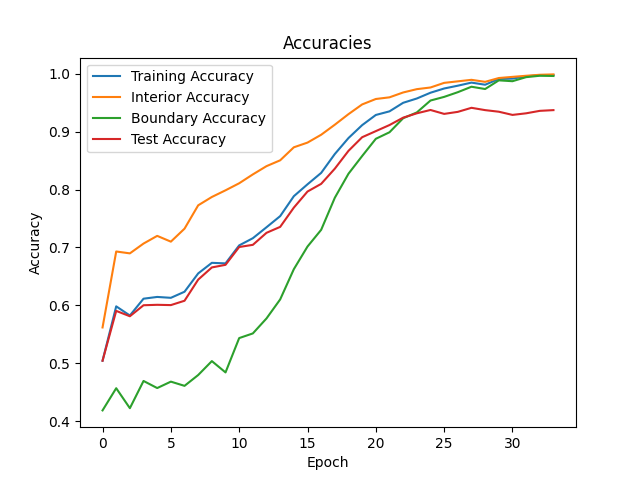 Accuracies
Training Accuracy
Interior Accuracy
Boundary Accuracy
Test Accuracy
1.0
0.9
0.8
0.7
0.6
0.5
0.4
Accuracy
0 5 10 15 20 25 30
Epoch